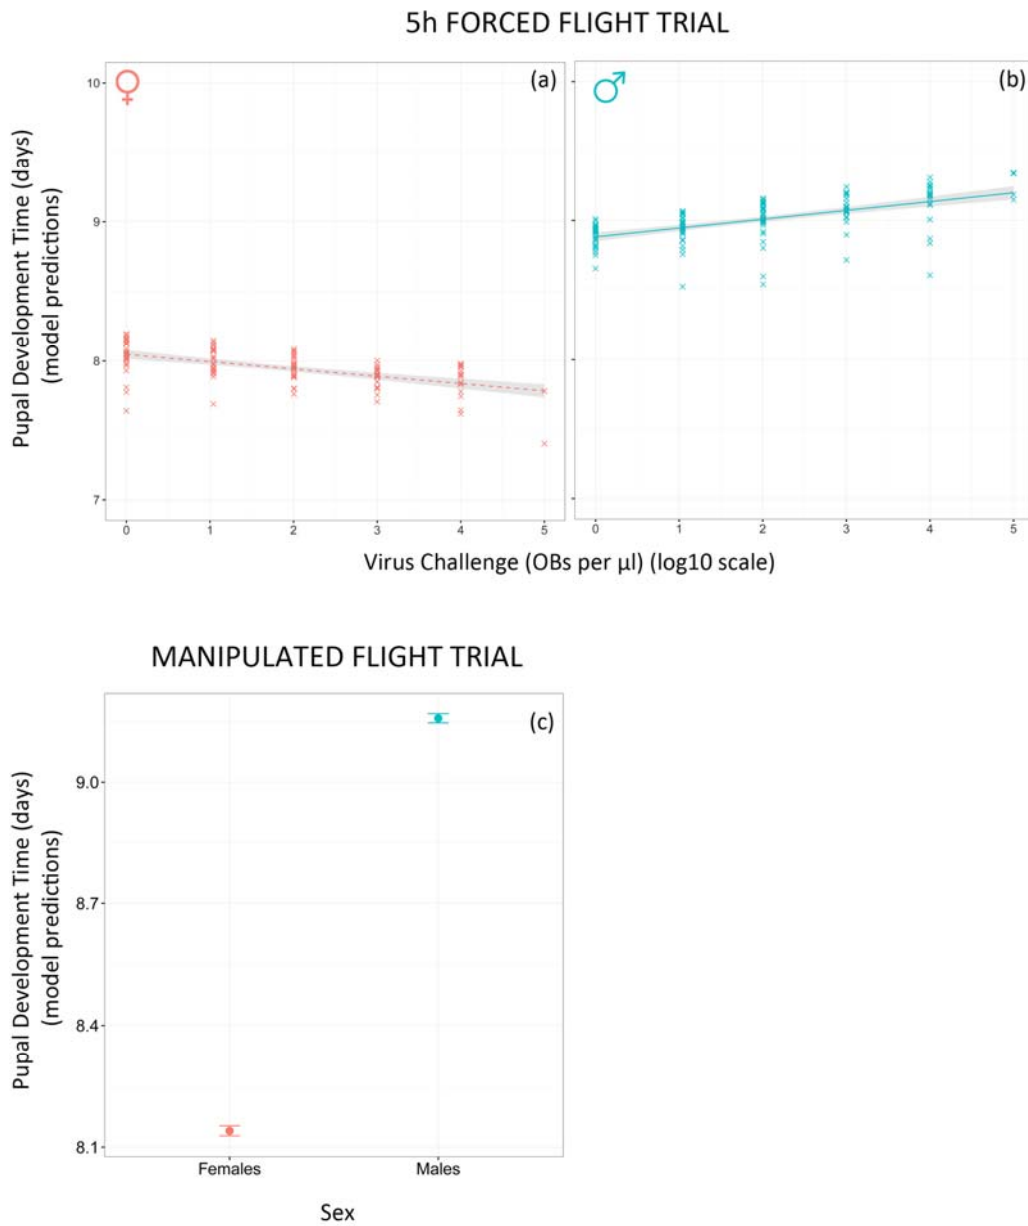 5h FORCED FLIGHT TRIAL
(a)
(b)
Pupal Development Time (days)
(model predictions)
10
9
8
7
0 1 2 3 4 5
0 1 2 3 4 5
Virus Challenge (OBs per µl) (log10 scale)
MANIPULATED FLIGHT TRIAL
(c)
Pupal Development Time (days)
(model predictions)
9.0
8.7
8.4
8.1
Females Males
Sex